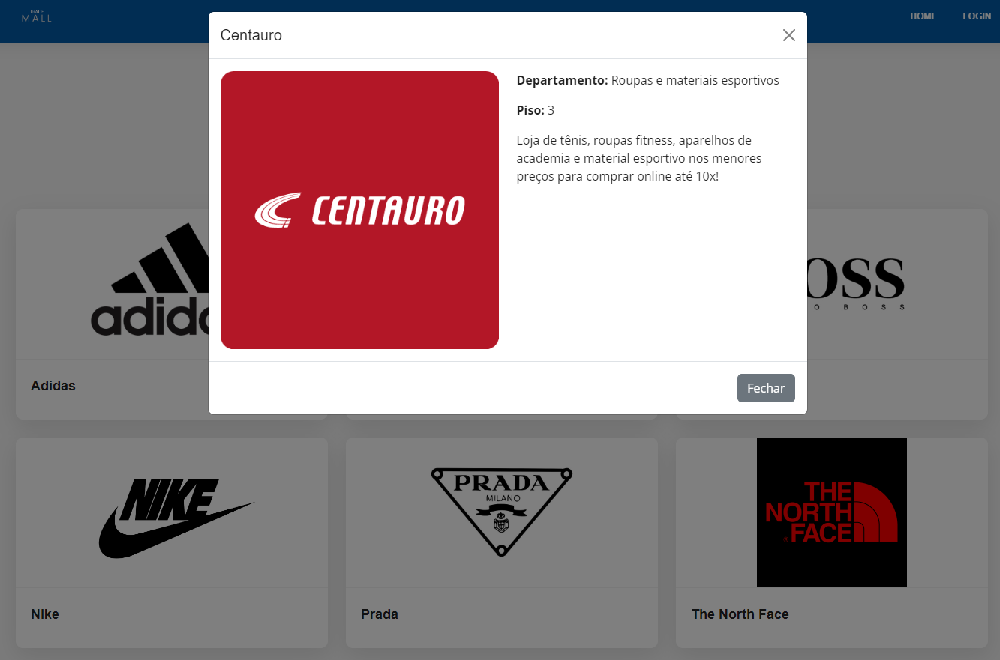 TRADE
MALL
HOME
LOGIN
Centauro
CENTAURO
Departamento: Roupas e materiais esportivos
Piso: 3
Loja de tênis, roupas fitness, aparelhos de
academia e material esportivo nos menores
preços para comprar online até 10x!
Fechar
adida
OSS
O BOSS
Adidas
NIKE
PRADA
MILANO
THE
NORTH
FACE
Nike
Prada
The North Face